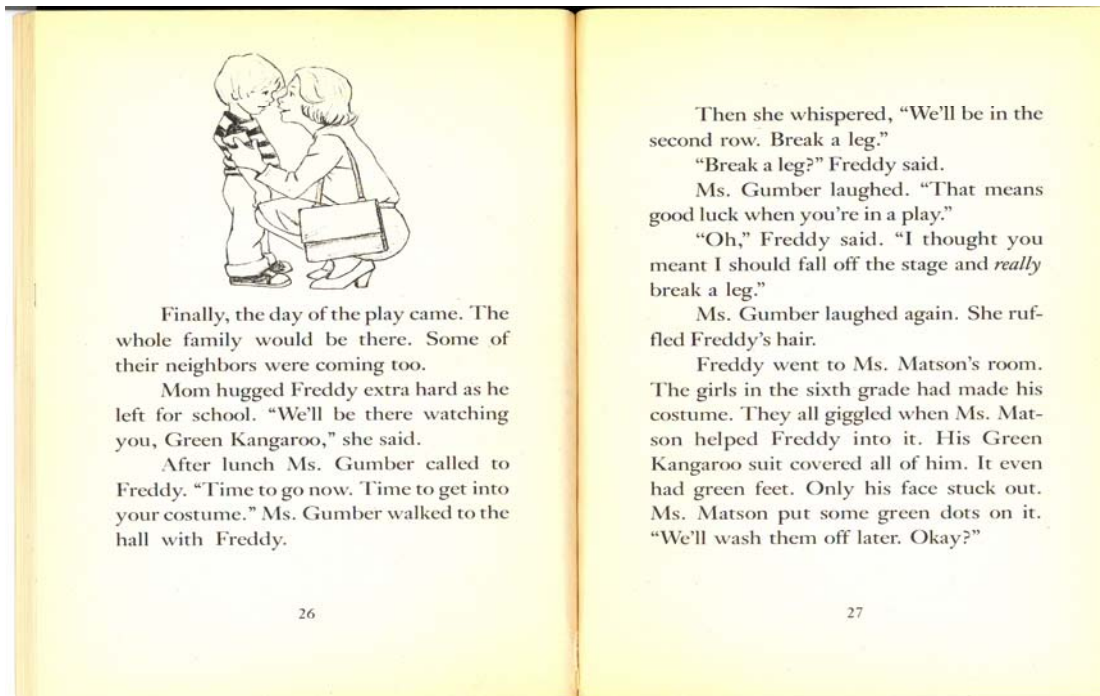 Finally, the day of the play came. The
whole family would be there. Some of
their neighbors were coming too.
Mom hugged Freddy extra hard as he
left for school. “We’ll be there watching
you, Green Kangaroo,” she said.
After lunch Ms. Gumber called to
Freddy. “Time to go now. Time to get into
your costume.” Ms. Gumber walked to the
hall with Freddy.
26
Then she whispered, “We’ll be in the
second row. Break a leg.”
“Break a leg?” Freddy said.
Ms. Gumber laughed. “That means
good luck when you’re in a play.”
“Oh,” Freddy said. “I thought you
meant I should fall off the stage and really
break a leg.”
Ms. Gumber laughed again. She ruf-
fled Freddy’s hair.
Freddy went to Ms. Matson’s room.
The girls in the sixth grade had made his
costume. They all giggled when Ms. Mat-
son helped Freddy into it. His Green
Kangaroo suit covered all of him. It even
had green feet. Only his face stuck out.
Ms. Matson put some green dots on it.
“We’ll wash them off later. Okay?”
27